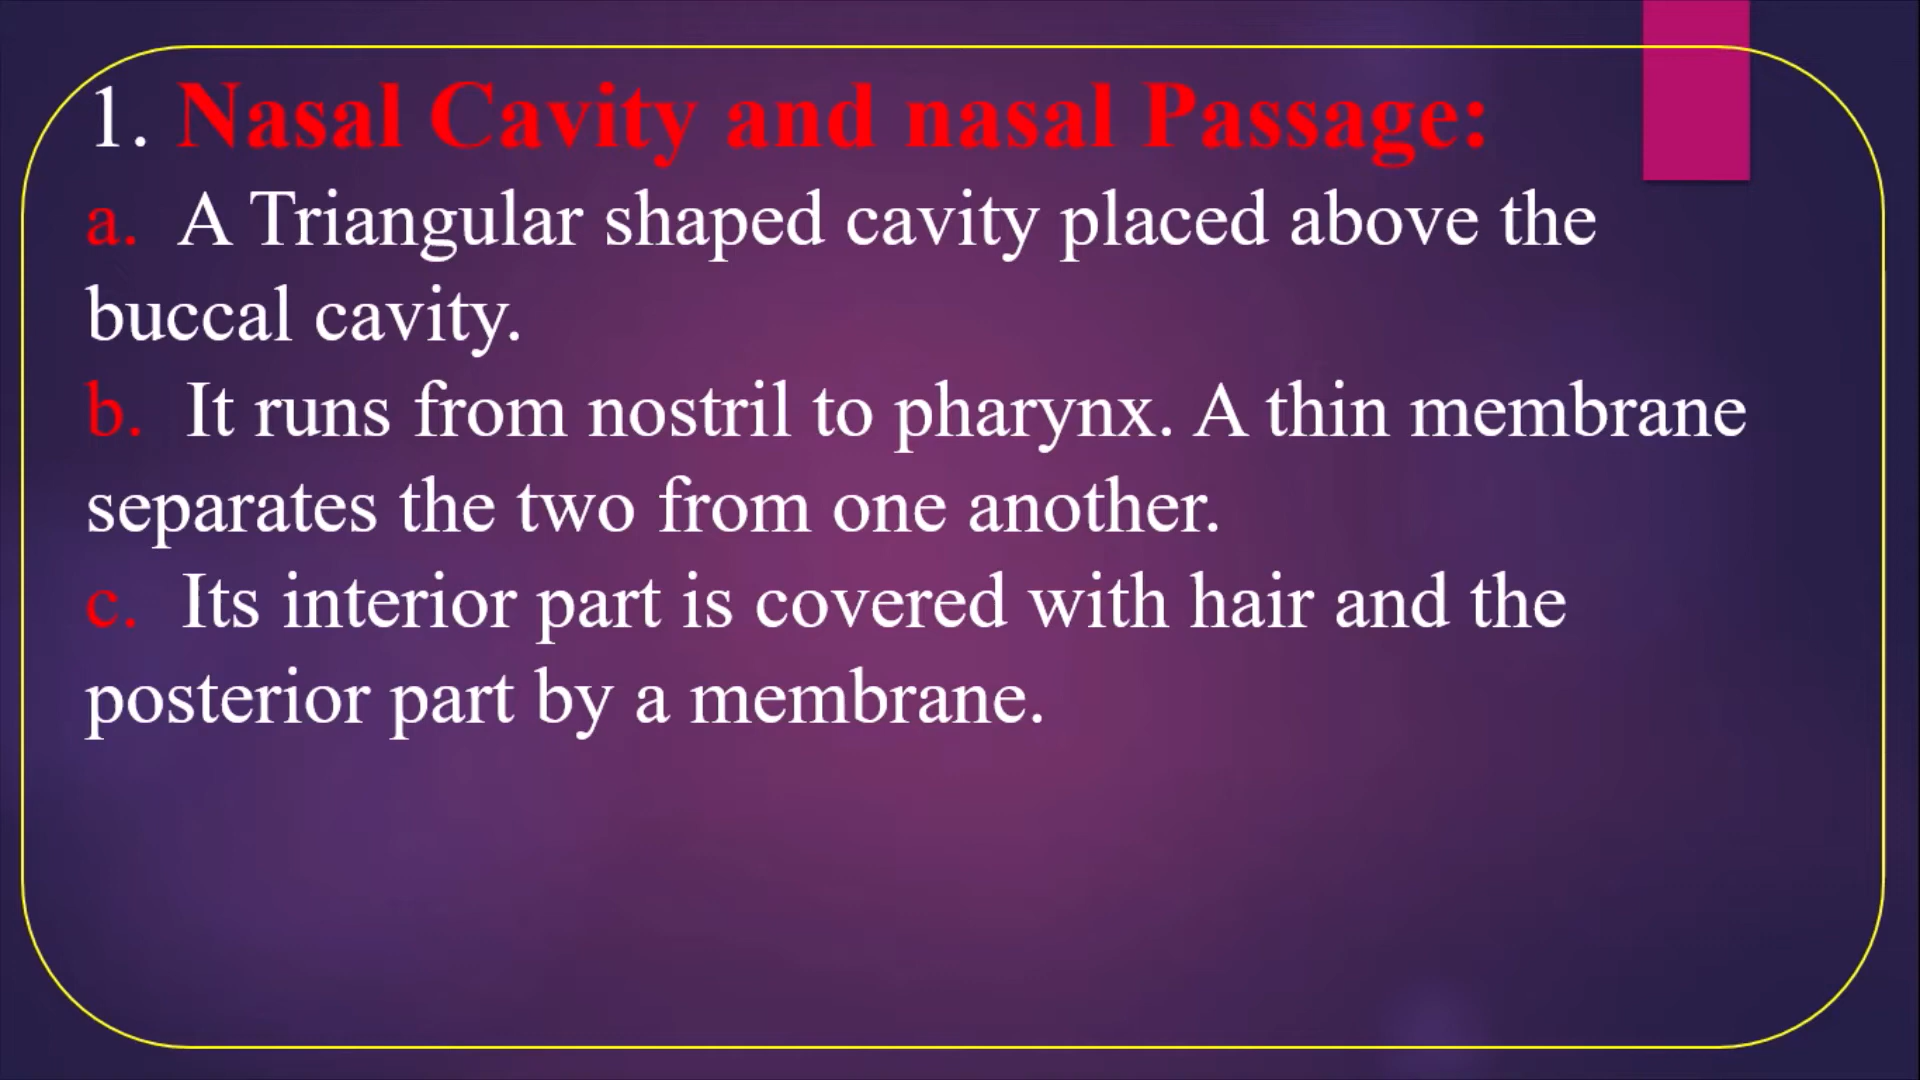 1. Nasal Cavity and nasal Passage:
a. A Triangular shaped cavity placed above the
buccal cavity.
b. It runs from nostril to pharynx. A thin membrane
separates the two from one another.
c. Its interior part is covered with hair and the
posterior part by a membrane.